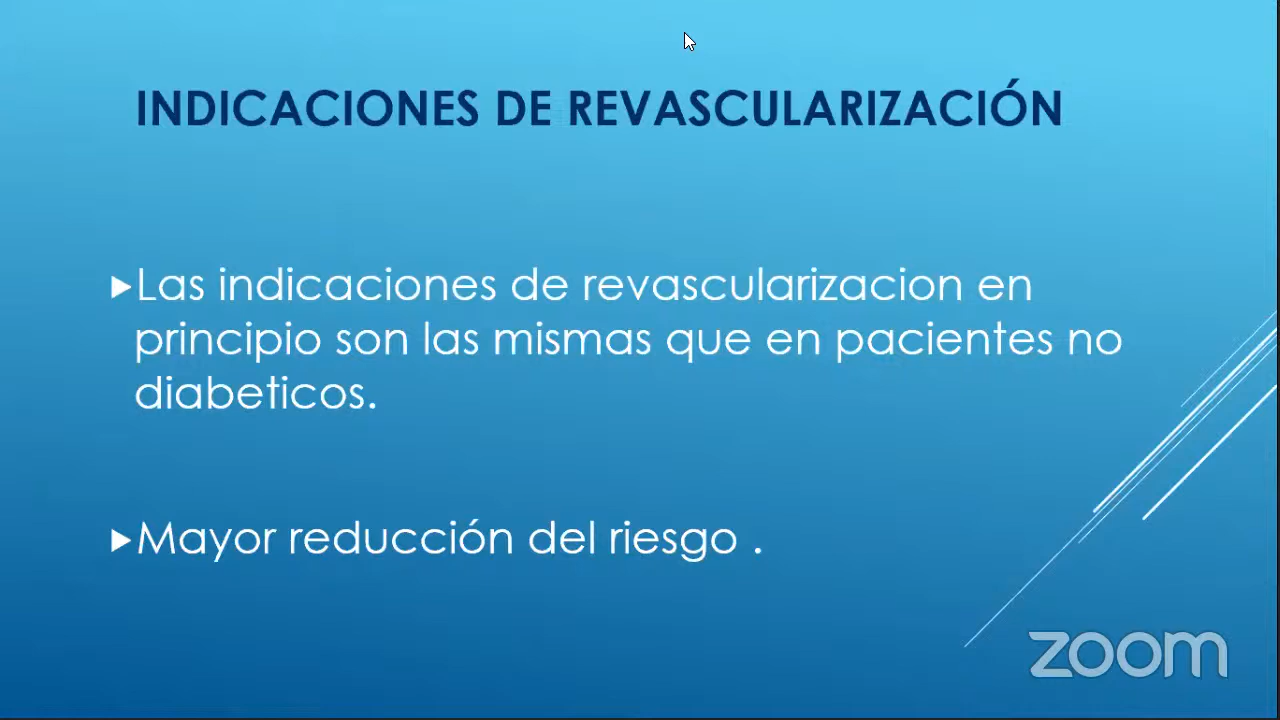 INDICACIONES DE REVASCULARIZACIÓN
Las indicaciones de revascularizacion en
principio son las mismas que en pacientes no
diabeticos.
Mayor reducción del riesgo .
zoom